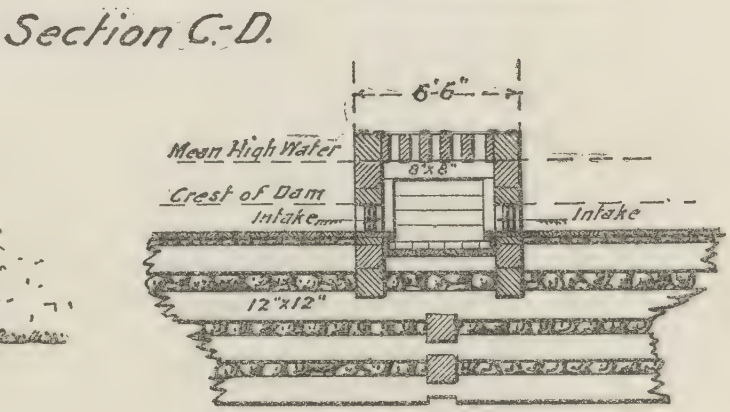 Section C.-D.
6'-6"
Mean High Water
8"x8"
Crest of Dam
Intake
Intake
12"x12"